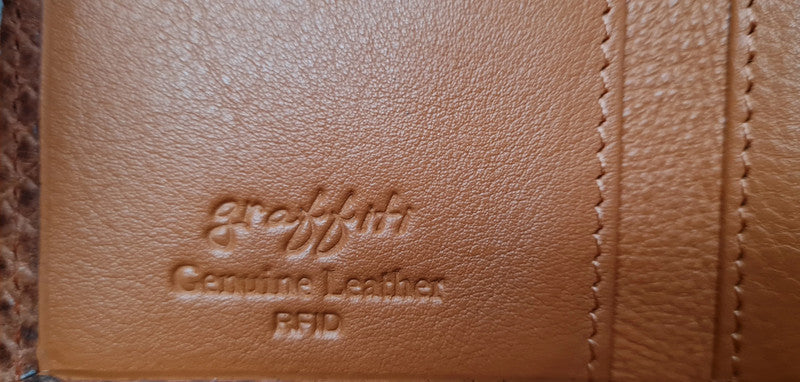 graffiti
Genuine Leather
RFID